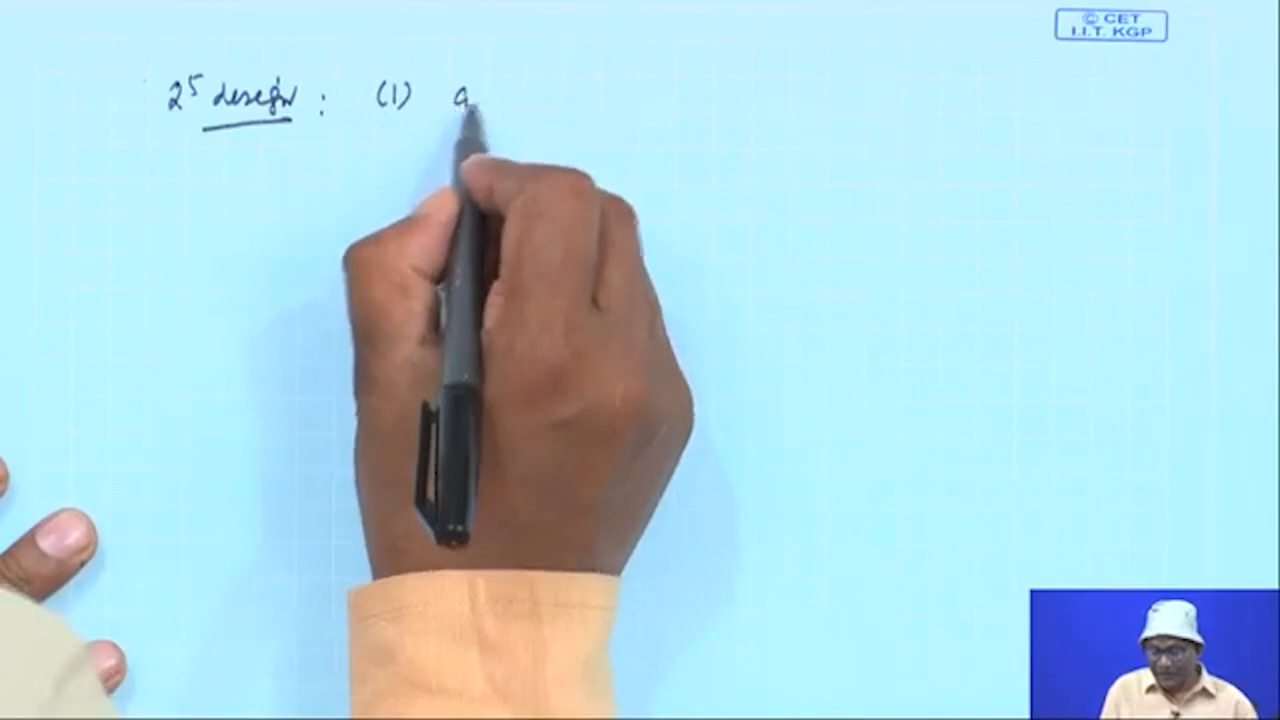 © CET
I.I.T. KGP
2⁵ design : (1) a